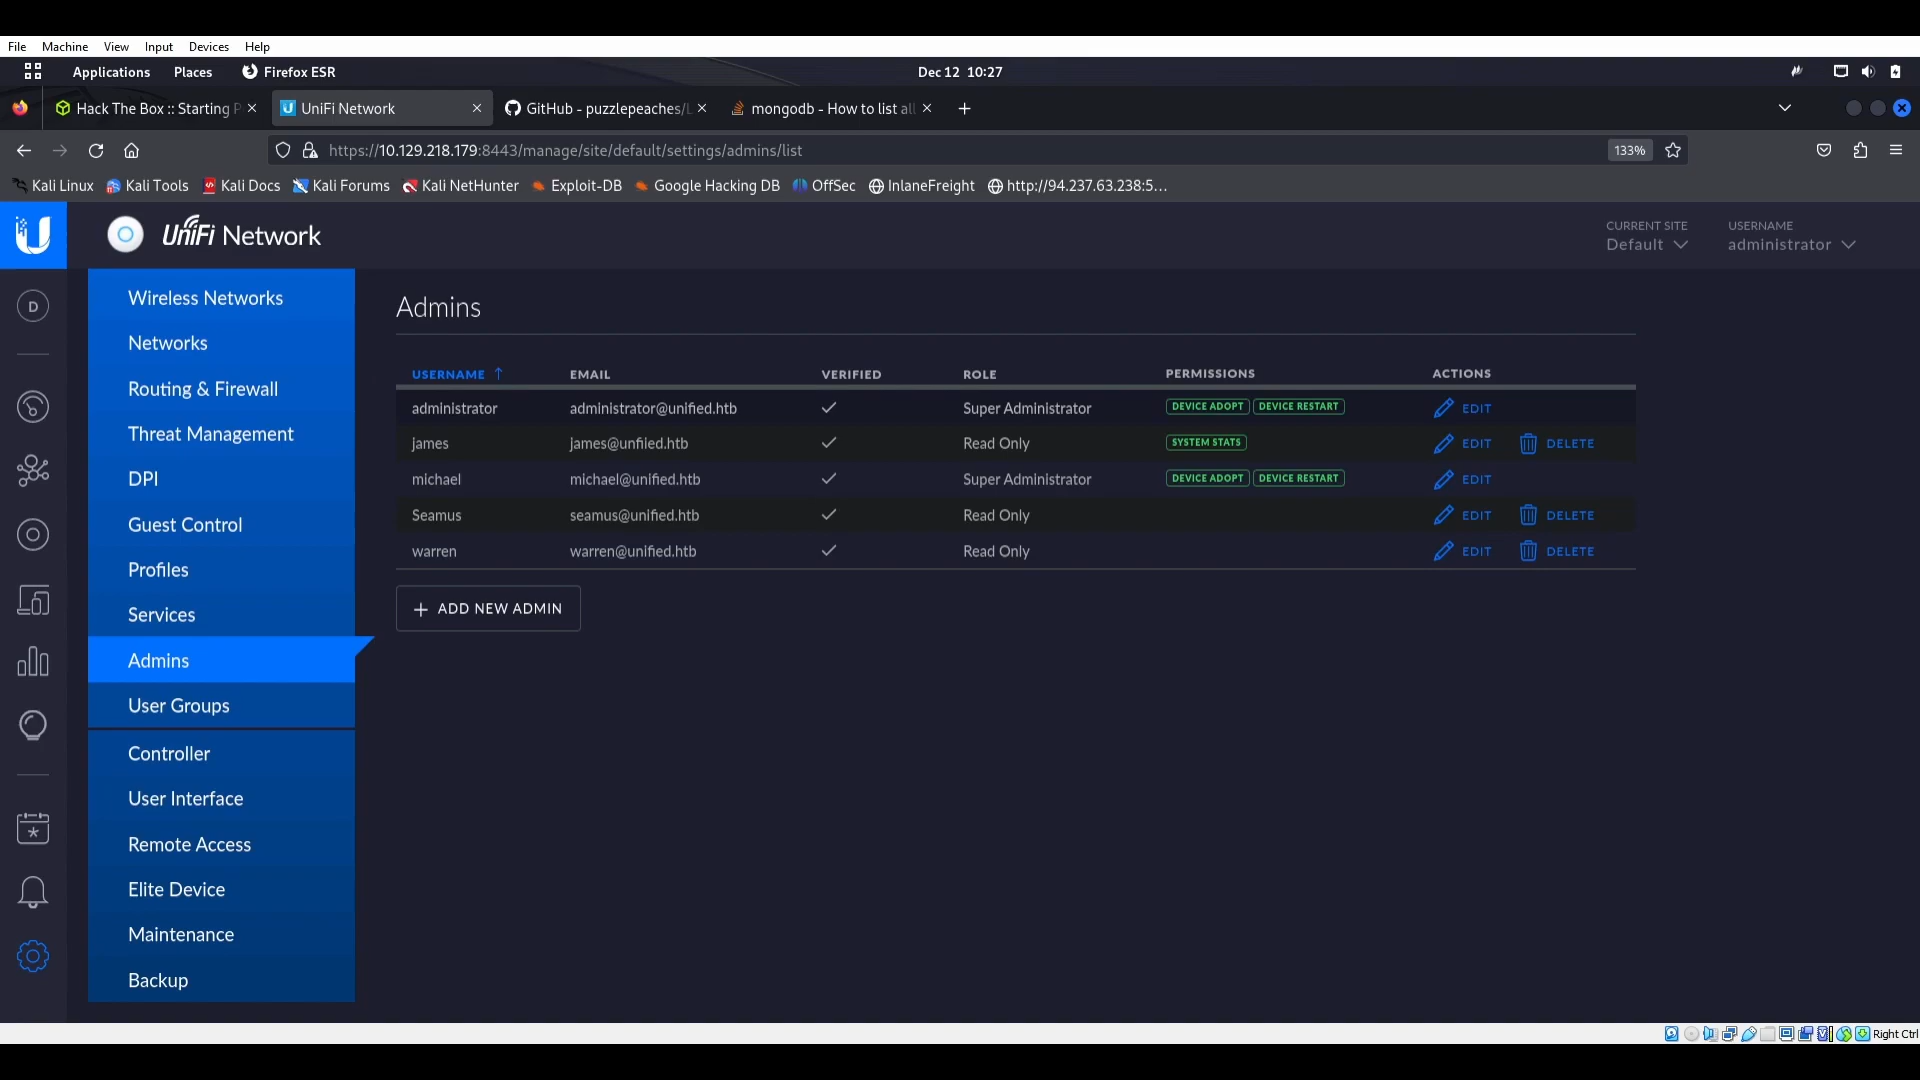 File Machine View Input Devices Help
Applications Places Firefox ESR Dec 12 10:27
Hack The Box :: Starting P UniFi Network GitHub - puzzlepeaches/L mongodb - How to list all
https://10.129.218.179:8443/manage/site/default/settings/admins/list 133%
Kali Linux Kali Tools Kali Docs Kali Forums Kali NetHunter Exploit-DB Google Hacking DB OffSec InlaneFreight http://94.237.63.238:5…
UniFi Network
CURRENT SITE USERNAME
Default administrator
D
Wireless Networks
Networks
Routing & Firewall
Threat Management
DPI
Guest Control
Profiles
Services
Admins
User Groups
Controller
User Interface
Remote Access
Elite Device
Maintenance
Backup
Admins
USERNAME EMAIL VERIFIED ROLE PERMISSIONS ACTIONS
administrator administrator@unified.htb Super Administrator DEVICE ADOPT DEVICE RESTART EDIT
james james@unfiied.htb Read Only SYSTEM STATS EDIT DELETE
michael michael@unified.htb Super Administrator DEVICE ADOPT DEVICE RESTART EDIT
Seamus seamus@unified.htb Read Only EDIT DELETE
warren warren@unified.htb Read Only EDIT DELETE
ADD NEW ADMIN
Right Ctrl